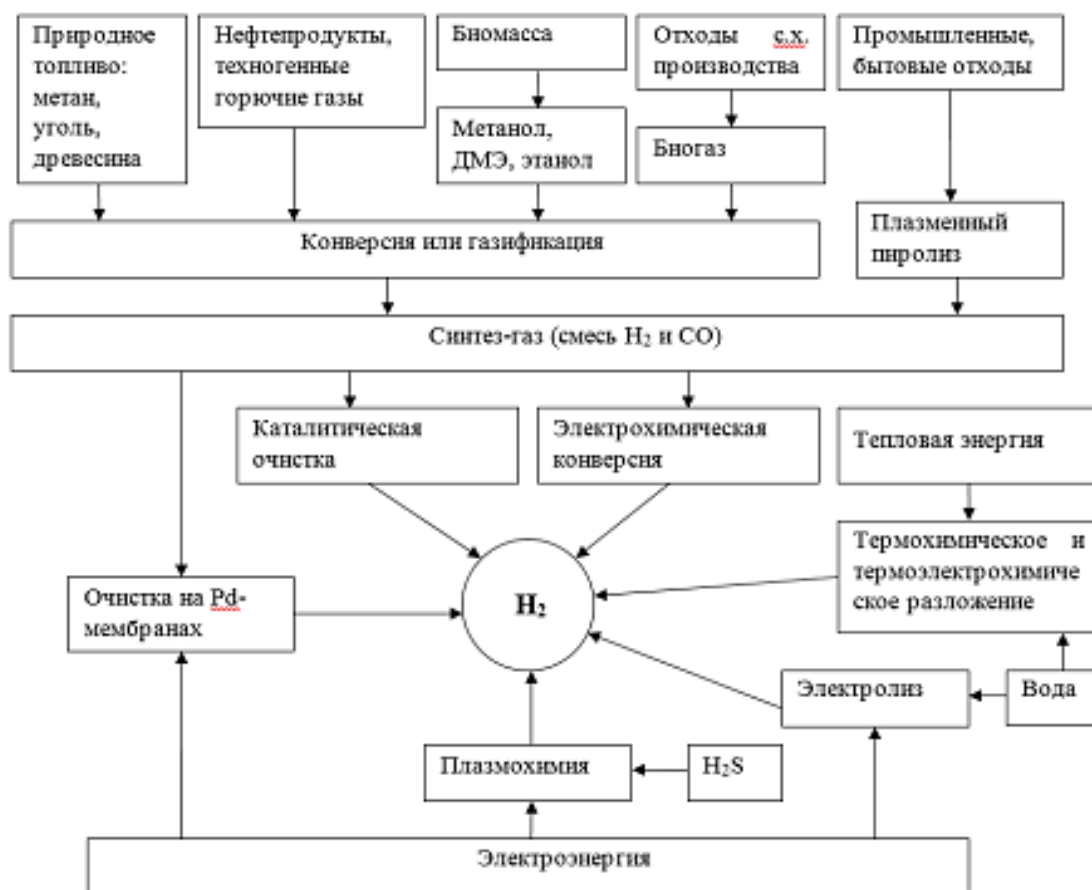 Природное
топливо:
метан,
уголь,
древесина
Нефтепродукты,
техногенные
горючие газы
Биомасса
Метанол,
ДМЭ, этанол
Отходы с.х.
производства
Биогаз
Промышленные,
бытовые отходы
Плазменный
пиролиз
Конверсия или газификация
Синтез-газ (смесь H₂ и CO)
Каталитическая
очистка
Электрохимическая
конверсия
Тепловая энергия
Термохимическое и
термоэлектрохимиче
ское разложение
Очистка на Pd-
мембранах
H₂
Электролиз
Вода
Плазмохимия
H₂S
Электроэнергия